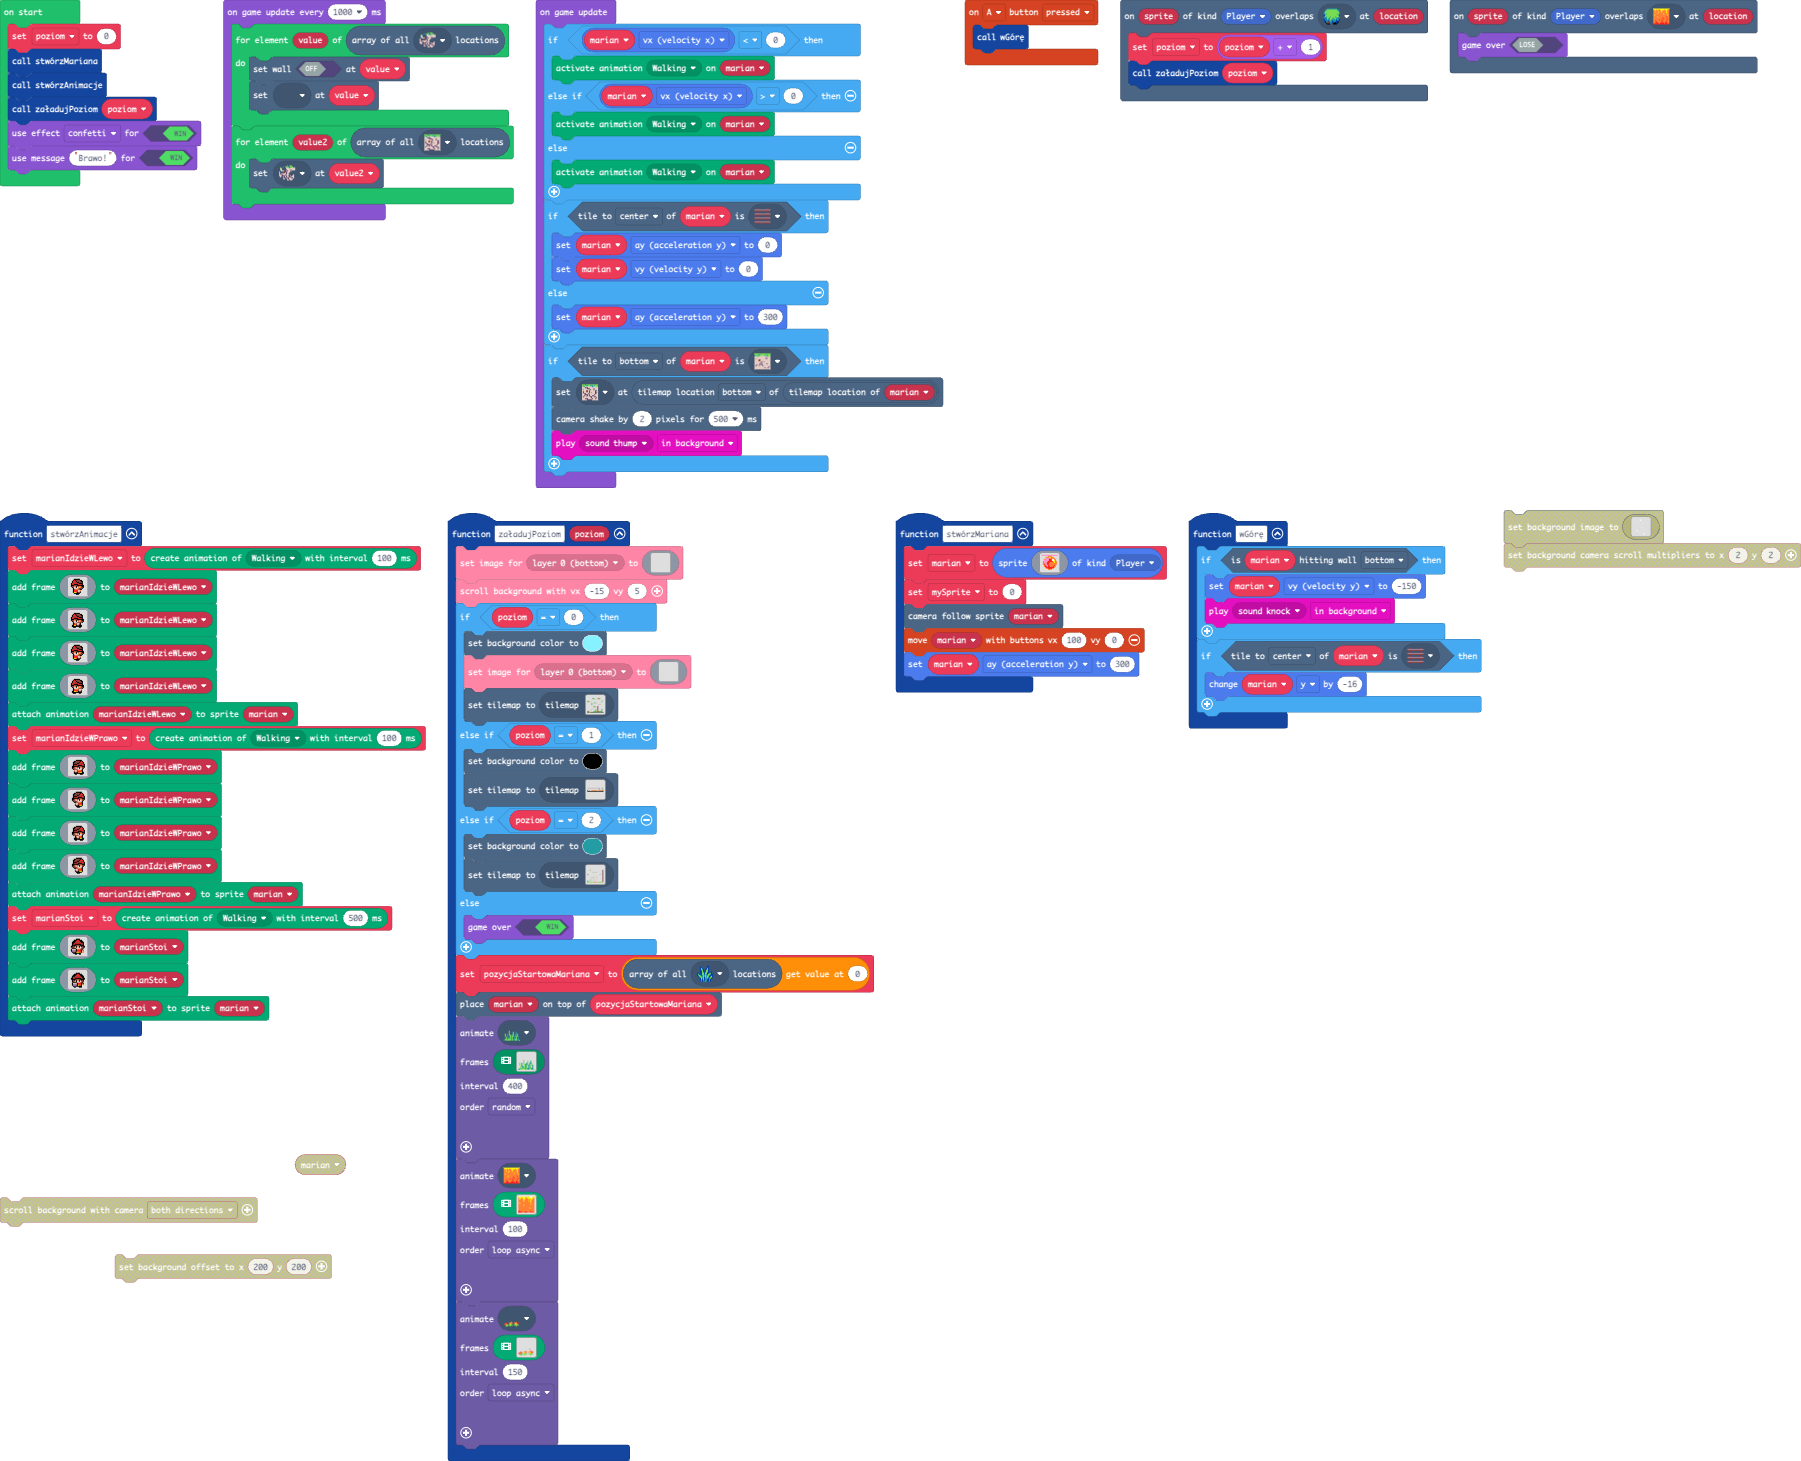 on start
set poziom to 0
call stwórzMariana
call stwórzAnimacje
call załadujPoziom poziom
use effect confetti for WIN
use message "Brawo!" for WIN
on game update every 1000 ms
for element value of array of all locations
do
set wall OFF at value
set at value
for element value2 of array of all locations
do
set at value2
on game update
if marian vx (velocity x) < 0 then
activate animation Walking on marian
else if marian vx (velocity x) > 0 then
activate animation Walking on marian
else
activate animation Walking on marian
if tile to center of marian is then
set marian ay (acceleration y) to 0
set marian vy (velocity y) to 0
else
set marian ay (acceleration y) to 300
if tile to bottom of marian is then
set at tilemap location bottom of tilemap location of marian
camera shake by 2 pixels for 500 ms
play sound thump in background
on A button pressed
call wGórę
on sprite of kind Player overlaps at location
set poziom to poziom + 1
call załadujPoziom poziom
on sprite of kind Player overlaps at location
game over LOSE
function stwórzAnimacje
set marianIdzieWLewo to create animation of Walking with interval 100 ms
add frame to marianIdzieWLewo
add frame to marianIdzieWLewo
add frame to marianIdzieWLewo
add frame to marianIdzieWLewo
attach animation marianIdzieWLewo to sprite marian
set marianIdzieWPrawo to create animation of Walking with interval 100 ms
add frame to marianIdzieWPrawo
add frame to marianIdzieWPrawo
add frame to marianIdzieWPrawo
add frame to marianIdzieWPrawo
attach animation marianIdzieWPrawo to sprite marian
set marianStoi to create animation of Walking with interval 500 ms
add frame to marianStoi
add frame to marianStoi
attach animation marianStoi to sprite marian
function załadujPoziom poziom
set image for layer 0 (bottom) to
scroll background with vx -15 vy 5
if poziom = 0 then
set background color to
set image for layer 0 (bottom) to
set tilemap to tilemap
else if poziom = 1 then
set background color to
set tilemap to tilemap
else if poziom = 2 then
set background color to
set tilemap to tilemap
else
game over WIN
set pozycjaStartowaMariana to array of all locations get value at 0
place marian on top of pozycjaStartowaMariana
animate
frames
interval 400
order random
animate
frames
interval 100
order loop async
animate
frames
interval 150
order loop async
function stwórzMariana
set marian to sprite of kind Player
set mySprite to 0
camera follow sprite marian
move marian with buttons vx 100 vy 0
set marian ay (acceleration y) to 300
function wGórę
if is marian hitting wall bottom then
set marian vy (velocity y) to -150
play sound knock in background
if tile to center of marian is then
change marian y by -16
set background image to
set background camera scroll multipliers to x 2 y 2
marian
scroll background with camera both directions
set background offset to x 200 y 200